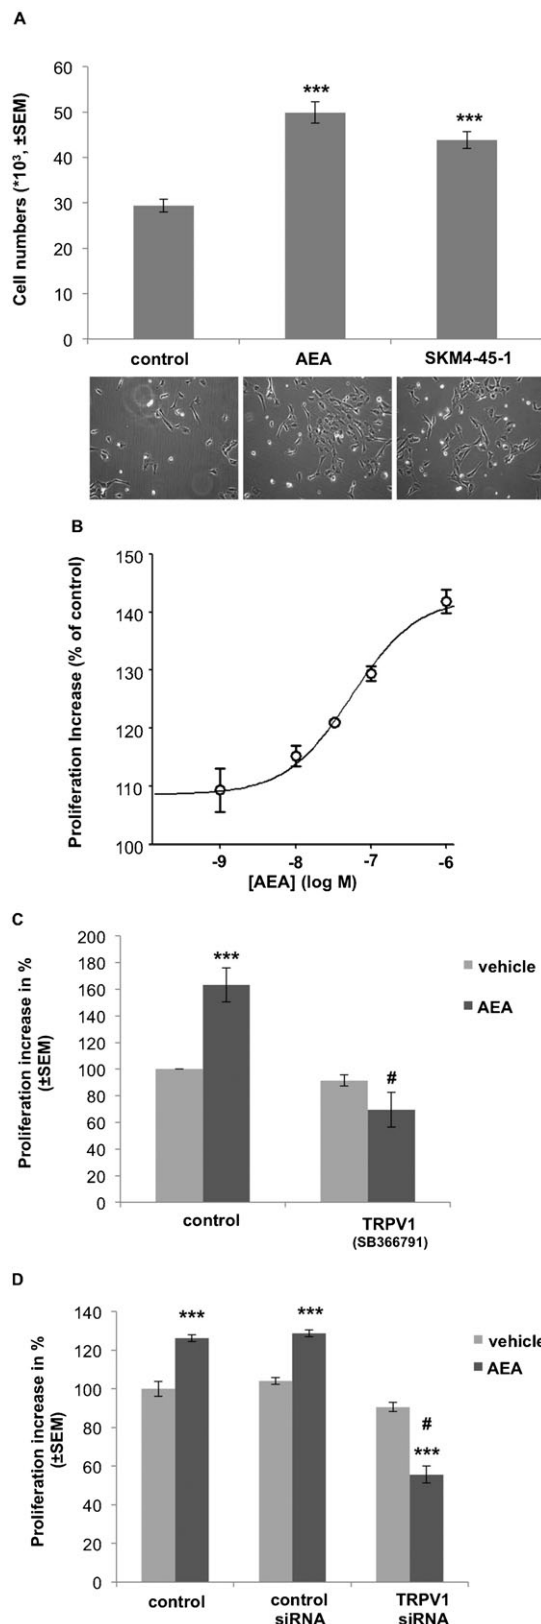 A
Cell numbers (*10³, ±SEM)
60
50
40
30
20
10
0
***
***
control
AEA
SKM4-45-1
B
Proliferation Increase (% of control)
150
140
130
120
110
100
-9
-8
-7
-6
[AEA] (log M)
C
Proliferation increase in %
(±SEM)
200
180
160
140
120
100
80
60
40
20
0
***
#
vehicle
AEA
control
TRPV1
(SB366791)
D
Proliferation increase in %
(±SEM)
140
120
100
80
60
40
20
0
***
***
#
***
vehicle
AEA
control
control
siRNA
TRPV1
siRNA